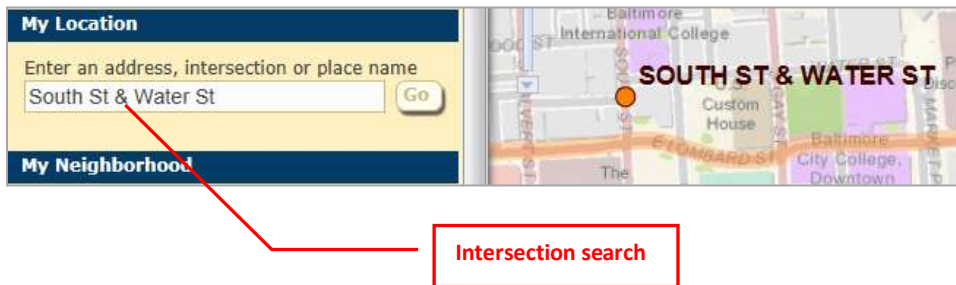 My Location
Enter an address, intersection or place name
South St & Water St
Go
My Neighborhood
Baltimore
International College
SOUTH ST & WATER ST
U.S.
Custom
House
GAY ST
E LOMBARD ST
Baltimore
City College,
Downtown
The
MARKET P
Intersection search